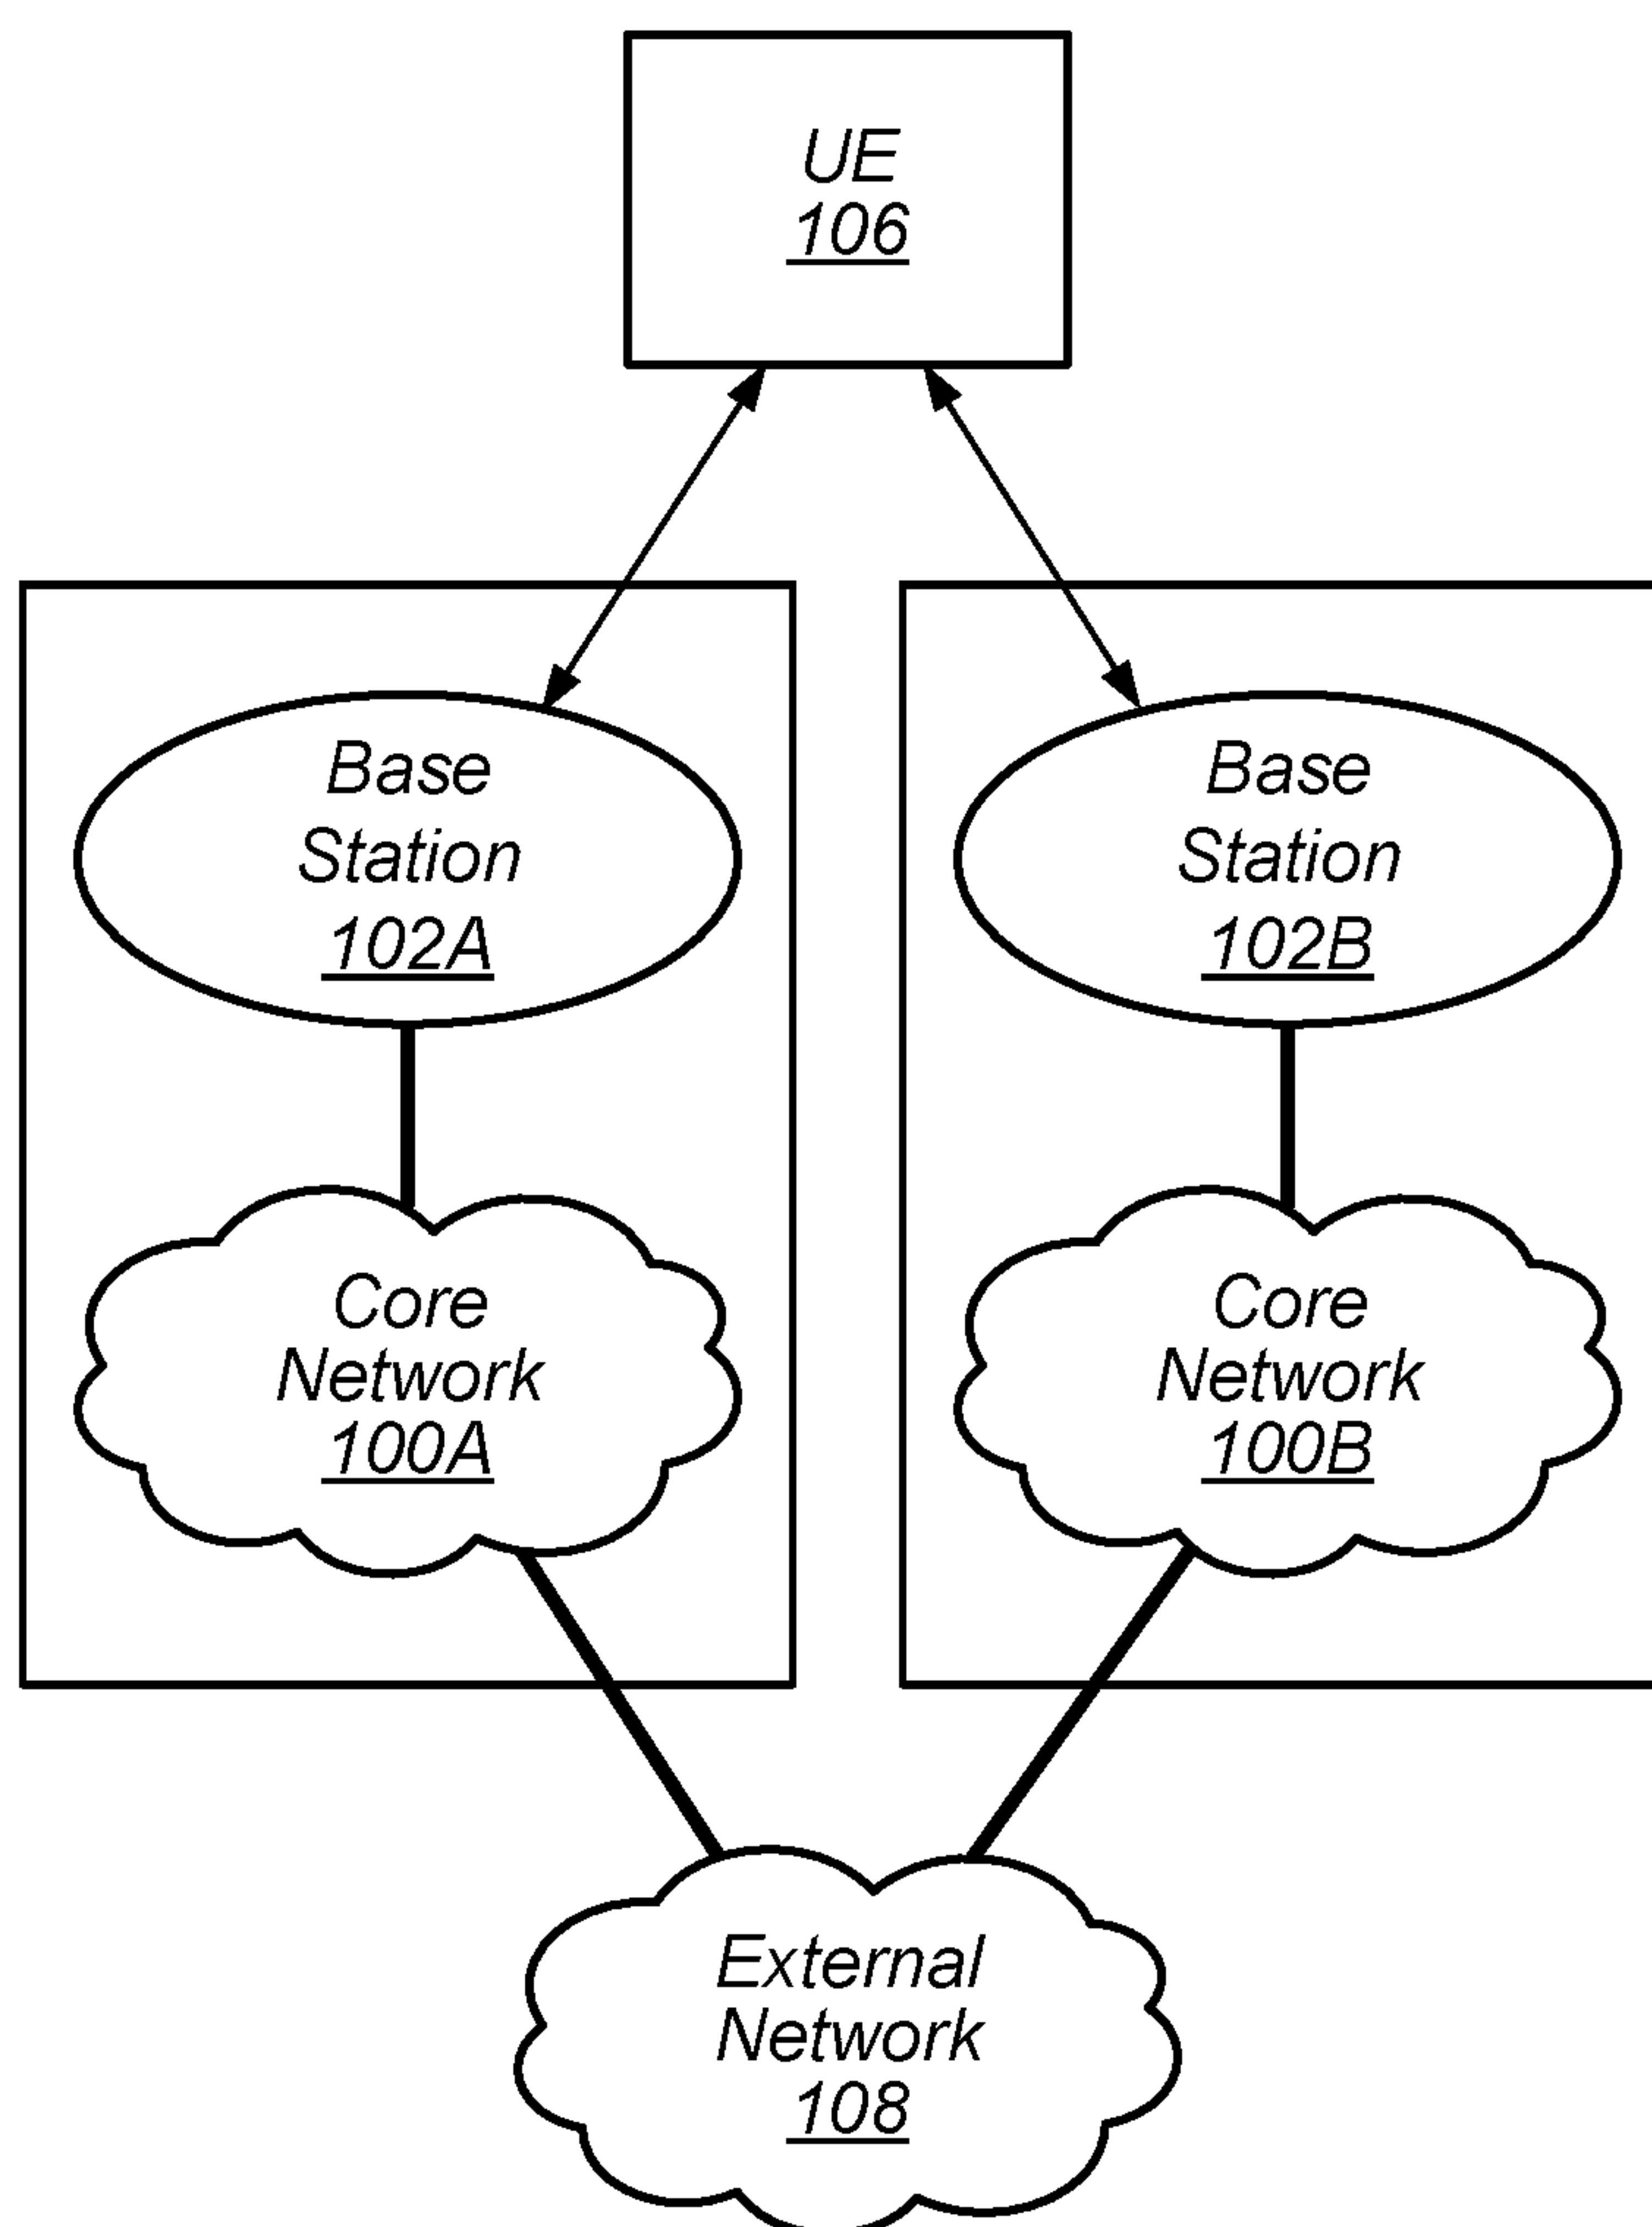 UE
106
Base
Station
102A
Base
Station
102B
Core
Network
100A
Core
Network
100B
External
Network
108